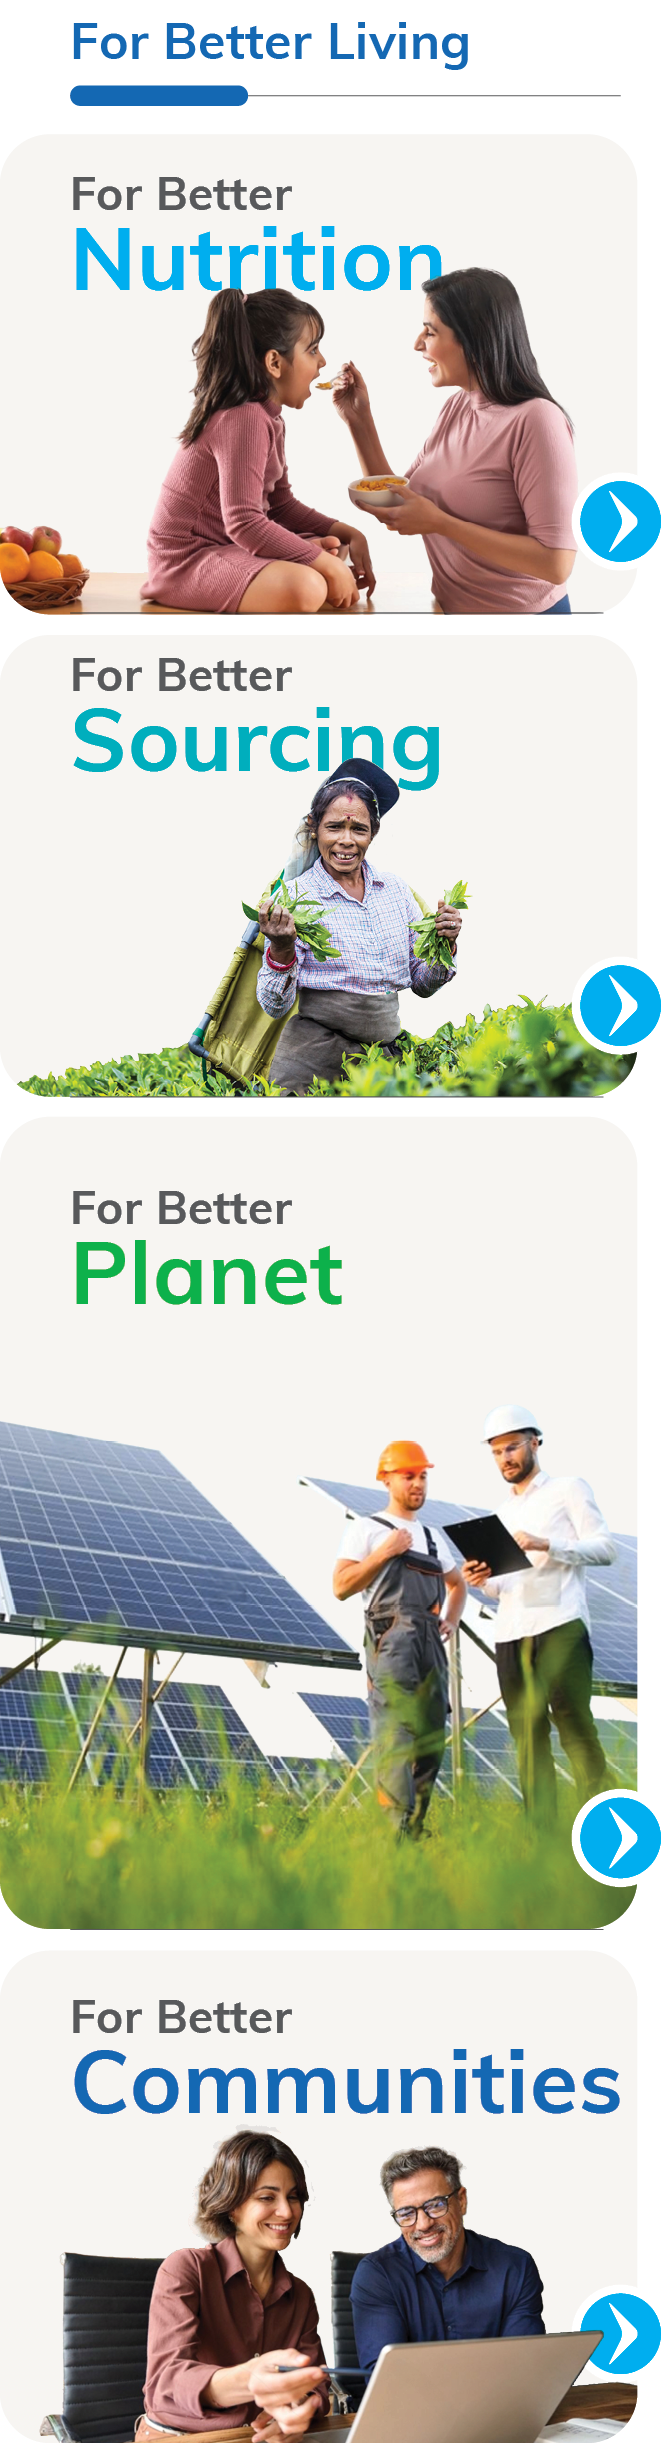 For Better Living
For Better
Nutrition
For Better
Sourcing
For Better
Planet
For Better
Communities